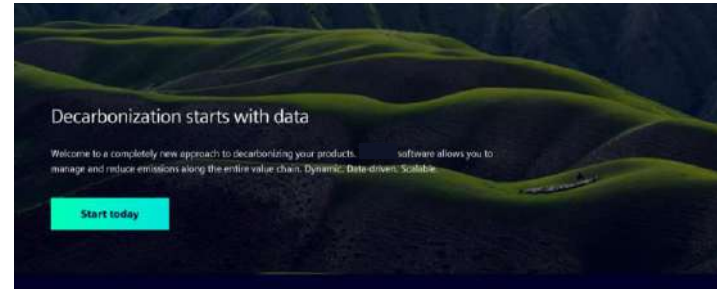 Decarbonization starts with data
Welcome to a completely new approach to decarbonizing your products. software allows you to
manage and reduce emissions along the entire value chain. Dynamic. Data-driven. Scalable.
Start today